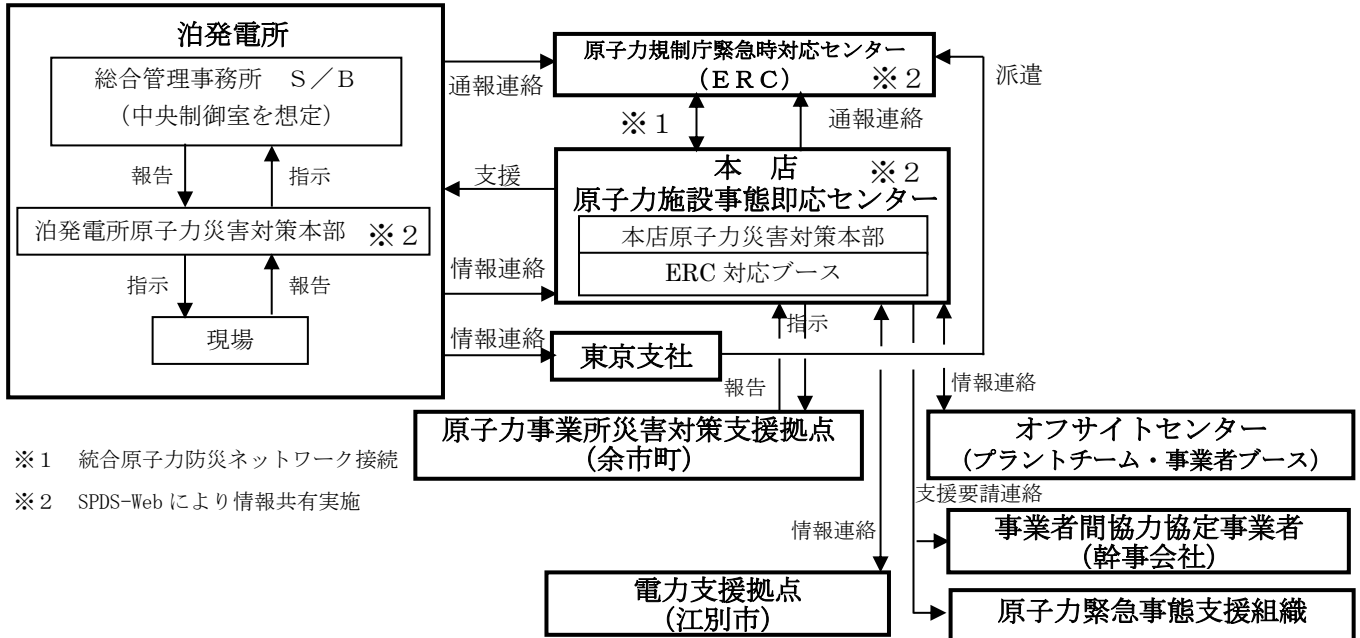 泊発電所
総合管理事務所　Ｓ／Ｂ
(中央制御室を想定)
報告
指示
泊発電所原子力災害対策本部　※２
指示
報告
現場
通報連絡
原子力規制庁緊急時対応センター
(ＥＲＣ)　※２
派遣
※１
通報連絡
支援
本　店　※２
原子力施設事態即応センター
本店原子力災害対策本部
ERC 対応ブース
情報連絡
情報連絡
東京支社
指示
報告
情報連絡
原子力事業所災害対策支援拠点
(余市町)
オフサイトセンター
(プラントチーム・事業者ブース)
※１　統合原子力防災ネットワーク接続
※２　SPDS-Web により情報共有実施
支援要請連絡
情報連絡
事業者間協力協定事業者
(幹事会社)
電力支援拠点
(江別市)
原子力緊急事態支援組織